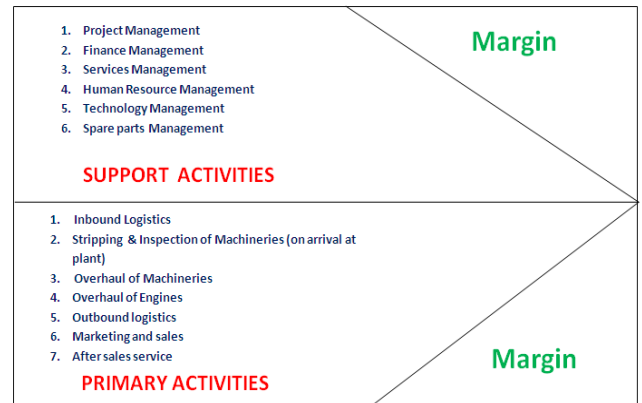 1. Project Management
2. Finance Management
3. Services Management
4. Human Resource Management
5. Technology Management
6. Spare parts Management
SUPPORT ACTIVITIES
Margin
1. Inbound Logistics
2. Stripping & Inspection of Machineries (on arrival at
plant)
3. Overhaul of Machineries
4. Overhaul of Engines
5. Outbound logistics
6. Marketing and sales
7. After sales service
PRIMARY ACTIVITIES
Margin